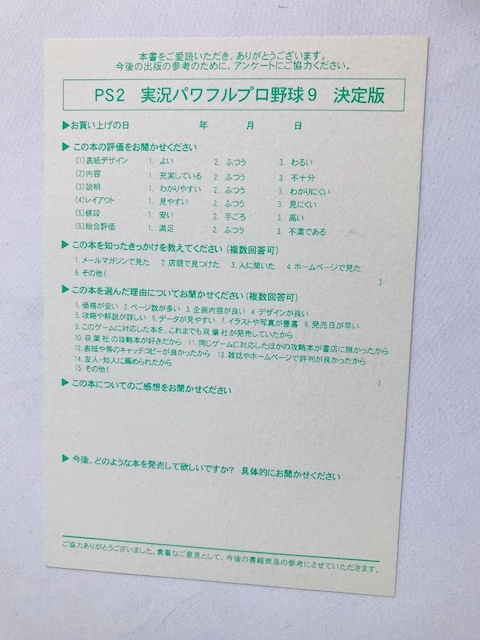 本書をご愛読いただき、ありがとうございます。
今後の出版の参考のために、アンケートにご協力ください。
PS2 実況パワフルプロ野球9 決定版
▶お買い上げの日 年 月 日
▶この本の評価をお聞かせください
(1)表紙デザイン 1. よい 2. ふつう 3. わるい
(2)内容 1. 充実している 2. ふつう 3. 不十分
(3)説明 1. わかりやすい 2. ふつう 3. わかりにくい
(4)レイアウト 1. 見やすい 2. ふつう 3. 見にくい
(5)値段 1. 安い 2. 手ごろ 3. 高い
(6)総合評価 1. 満足 2. ふつう 3. 不満である
▶この本を知ったきっかけを教えてください(複数回答可)
1. メールマガジンで見た 2. 店頭で見つけた 3. 人に聞いた 4. ホームページで見た
5. その他( )
▶この本を選んだ理由についてお聞かせください(複数回答可)
1. 価格が安い 2. ページ数が多い 3. 企画内容が良い 4. デザインが良い
5. 攻略や解説が詳しい 6. データが見やすい 7. イラストや写真が豊富 8. 発売日が早い
9. このゲームに対応した本を、これまでも双葉社が発売していたから
10. 双葉社の攻略本が好きだから 11. 同じゲームに対応したほかの攻略本が書店に無かったから
12. 表紙や帯のキャッチコピーが良かったから 13. 雑誌やホームページで評判が良かったから
14. 友人・知人に薦められたから
15. その他( )
▶この本についてのご感想をお聞かせください
▶今後、どのような本を発売して欲しいですか? 具体的にお聞かせください
ご協力ありがとうございました。貴重なご意見として、今後の書籍商品の参考にさせていただきます。